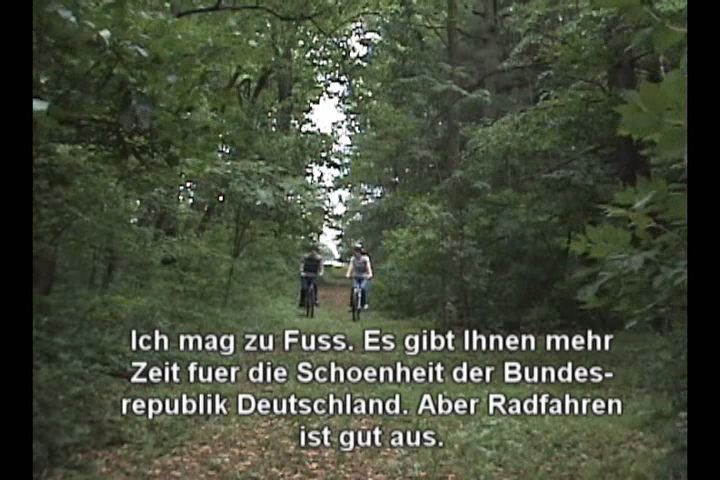 Ich mag zu Fuss. Es gibt Ihnen mehr
Zeit fuer die Schoenheit der Bundes-
republik Deutschland. Aber Radfahren
ist gut aus.